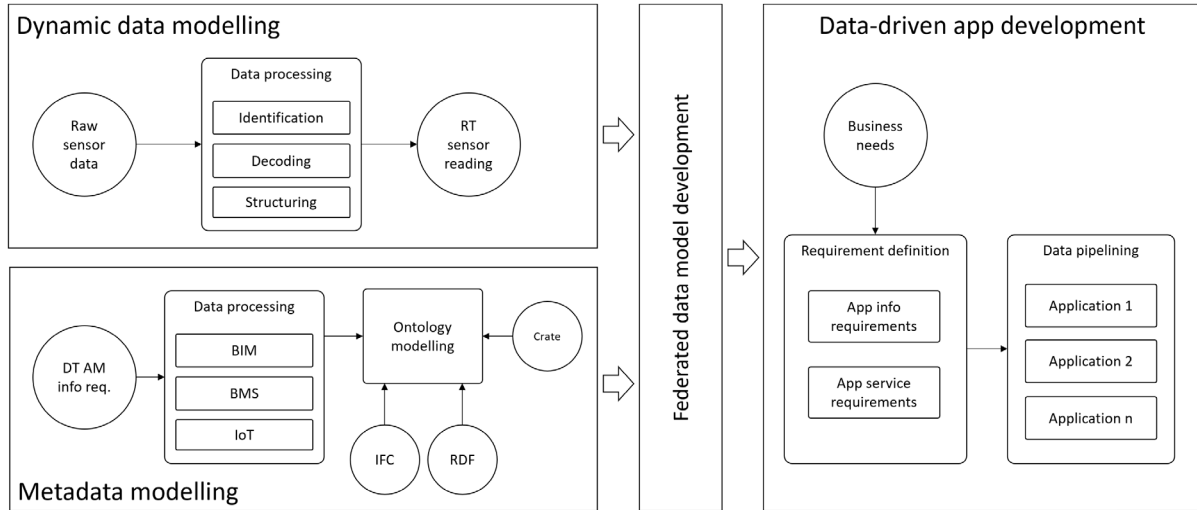 Dynamic data modelling
Raw
sensor
data
Data processing
Identification
Decoding
Structuring
RT
sensor
reading
DT AM
info req.
Data processing
BIM
BMS
IoT
Ontology
modelling
Crate
IFC
RDF
Metadata modelling
Federated data model development
Data-driven app development
Business
needs
Requirement definition
App info
requirements
App service
requirements
Data pipelining
Application 1
Application 2
Application n